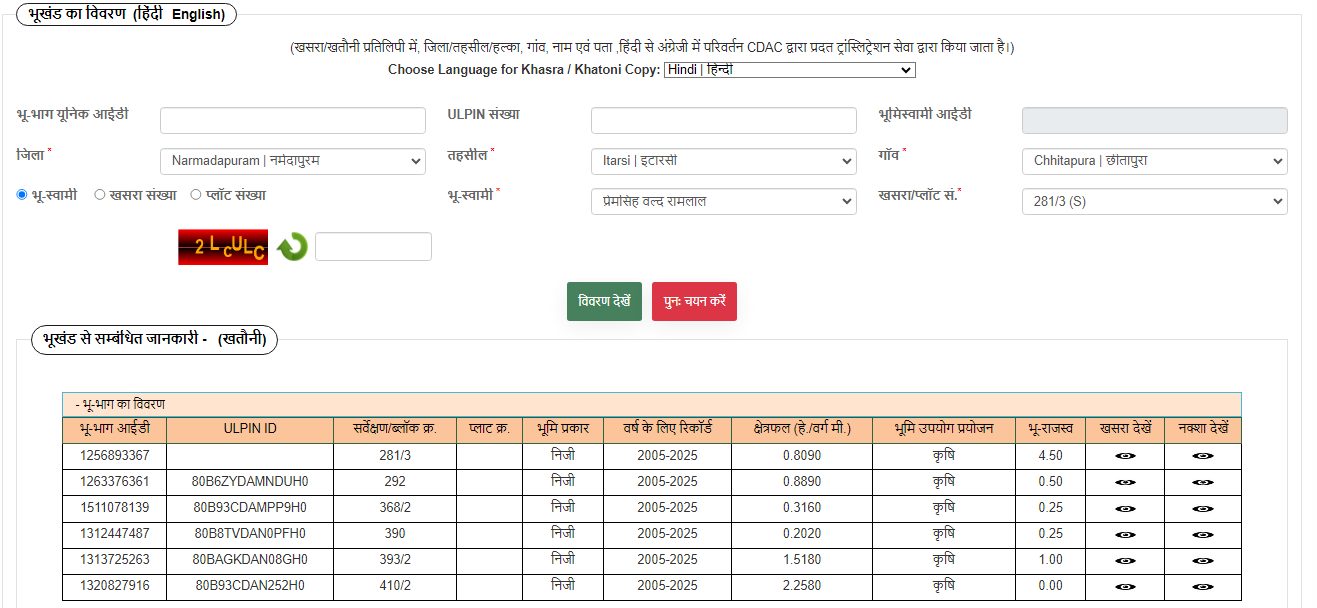 भूखंड का विवरण (हिंदी English)
(खसरा/खतौनी प्रतिलिपी में, जिला/तहसील/हल्का, गांव, नाम एवं पता ,हिंदी से अंग्रेजी में परिवर्तन CDAC द्वारा प्रदत ट्रांस्लिट्रेशन सेवा द्वारा किया जाता है।)
Choose Language for Khasra / Khatoni Copy: Hindi | हिन्दी
भू-भाग यूनिक आईडी ULPIN संख्या भूमिस्वामी आईडी
जिला * Narmadapuram | नर्मदापुरम तहसील * Itarsi | इटारसी गाँव * Chhitapura | छीतापुरा
भू-स्वामी खसरा संख्या प्लॉट संख्या भू-स्वामी * प्रेमसिंह वल्द रामलाल खसरा/प्लॉट सं.* 281/3 (S)
2 L c U L c
विवरण देखें पुनः चयन करें
भूखंड से सम्बंधित जानकारी - (खतौनी)
- भू-भाग का विवरण
भू-भाग आईडी ULPIN ID सर्वेक्षण/ब्लॉक क्र. प्लाट क्र. भूमि प्रकार वर्ष के लिए रिकॉर्ड क्षेत्रफल (हे./वर्ग मी.) भूमि उपयोग प्रयोजन भू-राजस्व खसरा देखें नक्शा देखें
1256893367 281/3 निजी 2005-2025 0.8090 कृषि 4.50
1263376361 80B6ZYDAMNDUH0 292 निजी 2005-2025 0.8890 कृषि 0.50
1511078139 80B93CDAMPP9H0 368/2 निजी 2005-2025 0.3160 कृषि 0.25
1312447487 80B8TVDAN0PFH0 390 निजी 2005-2025 0.2020 कृषि 0.25
1313725263 80BAGKDAN08GH0 393/2 निजी 2005-2025 1.5180 कृषि 1.00
1320827916 80B93CDAN252H0 410/2 निजी 2005-2025 2.2580 कृषि 0.00